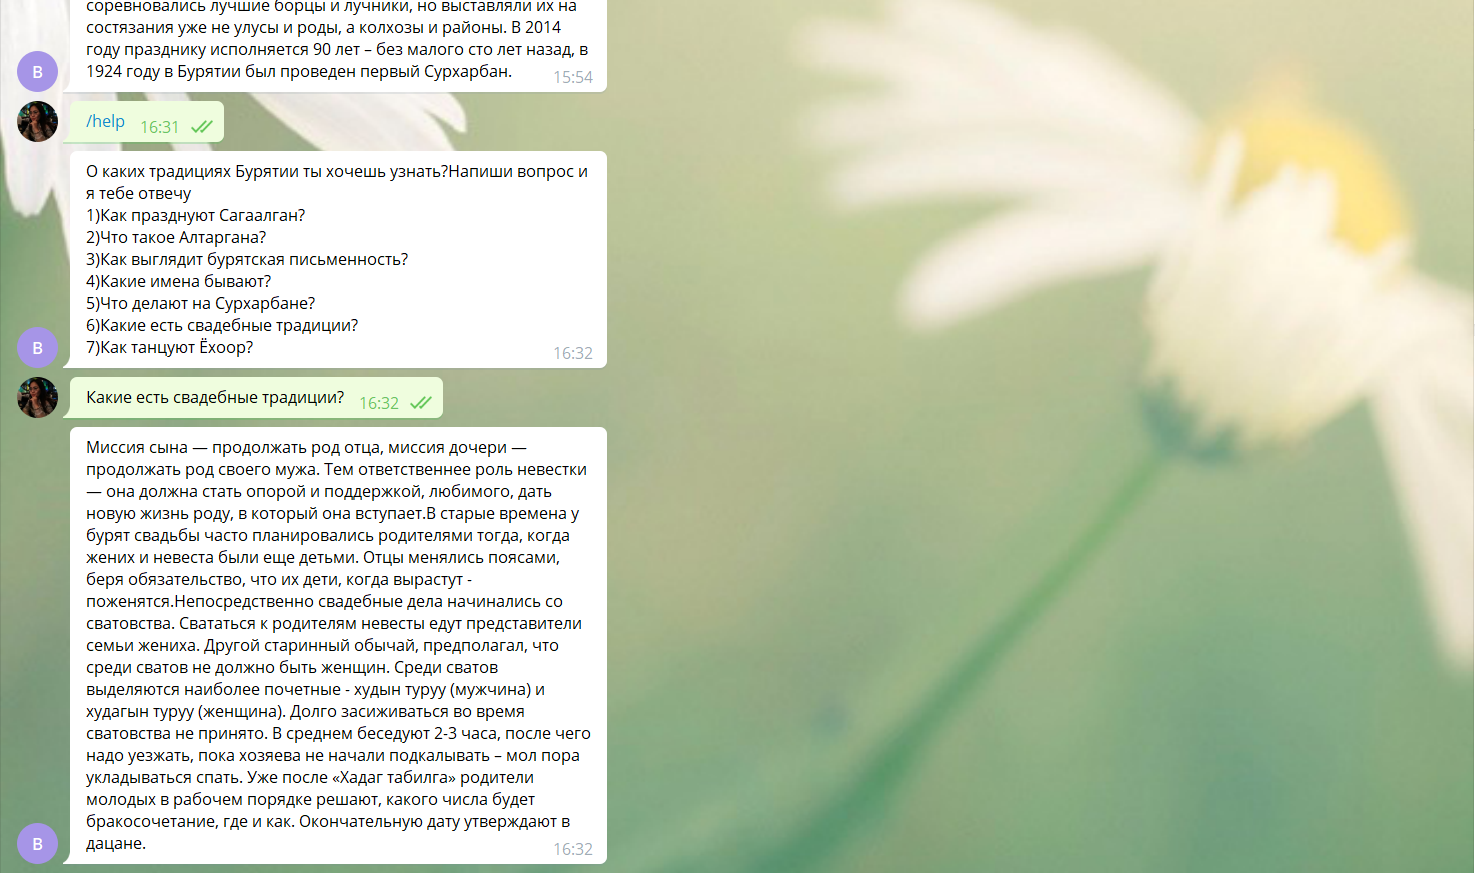 соревновались лучшие борцы и лучники, но выставляли их на
состязания уже не улусы и роды, а колхозы и районы. В 2014
году празднику исполняется 90 лет – без малого сто лет назад, в
1924 году в Бурятии был проведен первый Сурхарбан.
15:54
B
/help
16:31
О каких традициях Бурятии ты хочешь узнать?Напиши вопрос и
я тебе отвечу
1)Как празднуют Сагаалган?
2)Что такое Алтаргана?
3)Как выглядит бурятская письменность?
4)Какие имена бывают?
5)Что делают на Сурхарбане?
6)Какие есть свадебные традиции?
7)Как танцуют Ёхоор?
16:32
B
Какие есть свадебные традиции?
16:32
Миссия сына — продолжать род отца, миссия дочери —
продолжать род своего мужа. Тем ответственнее роль невестки
— она должна стать опорой и поддержкой, любимого, дать
новую жизнь роду, в который она вступает.В старые времена у
бурят свадьбы часто планировались родителями тогда, когда
жених и невеста были еще детьми. Отцы менялись поясами,
беря обязательство, что их дети, когда вырастут -
поженятся.Непосредственно свадебные дела начинались со
сватовства. Свататься к родителям невесты едут представители
семьи жениха. Другой старинный обычай, предполагал, что
среди сватов не должно быть женщин. Среди сватов
выделяются наиболее почетные - худын туруу (мужчина) и
худагын туруу (женщина). Долго засиживаться во время
сватовства не принято. В среднем беседуют 2-3 часа, после чего
надо уезжать, пока хозяева не начали подкалывать – мол пора
укладываться спать. Уже после «Хадаг табилга» родители
молодых в рабочем порядке решают, какого числа будет
бракосочетание, где и как. Окончательную дату утверждают в
дацане.
16:32
B